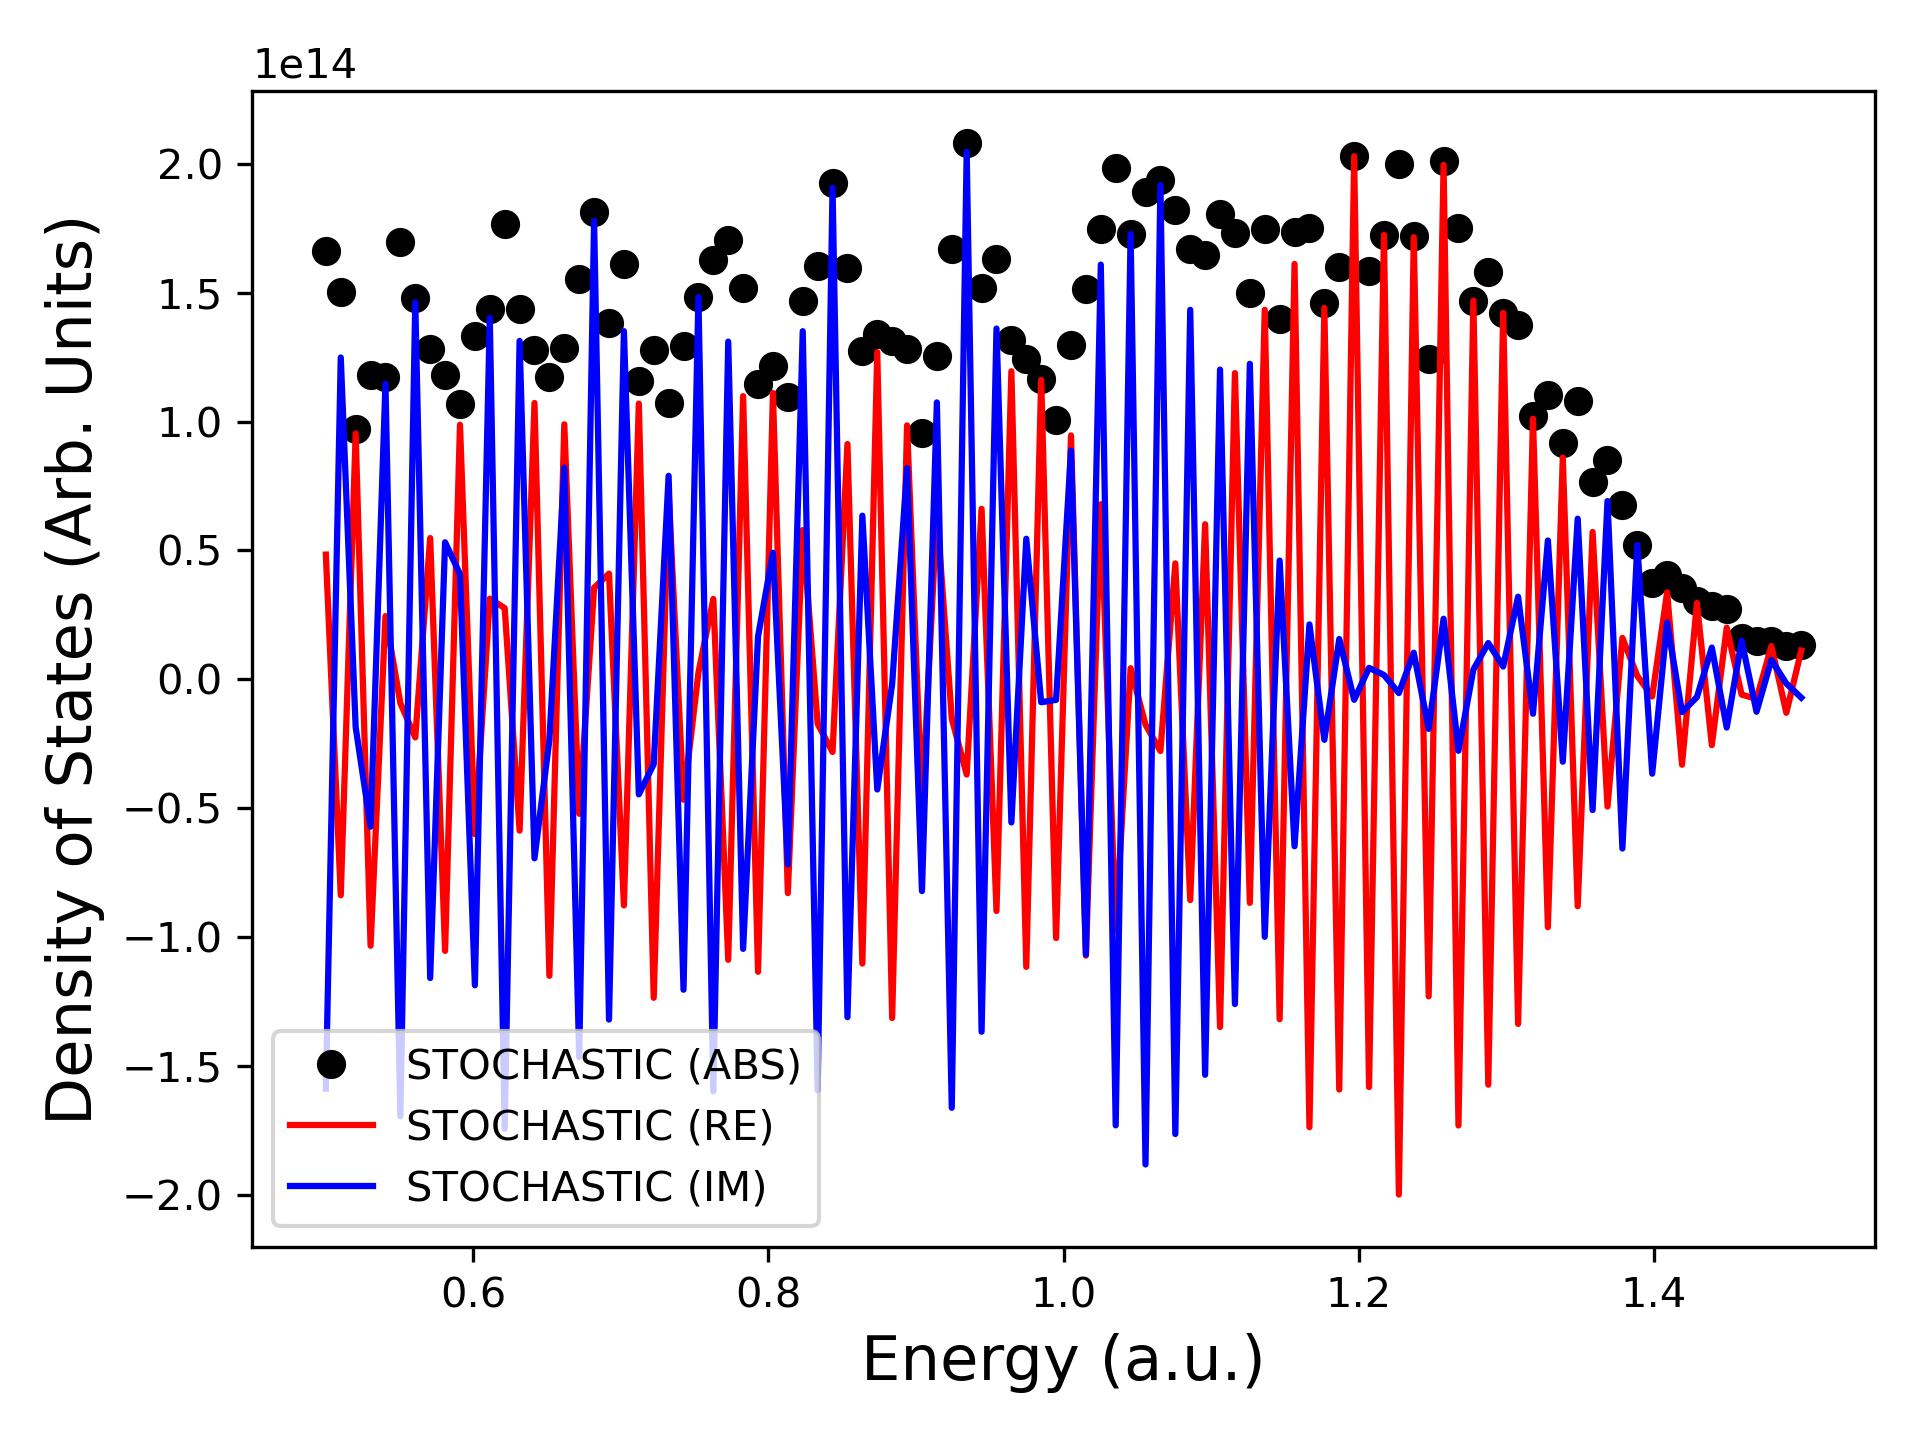 1e14
2.0
1.5
1.0
0.5
0.0
−0.5
−1.0
−1.5
−2.0
Density of States (Arb. Units)
STOCHASTIC (ABS)
STOCHASTIC (RE)
STOCHASTIC (IM)
0.6 0.8 1.0 1.2 1.4
Energy (a.u.)